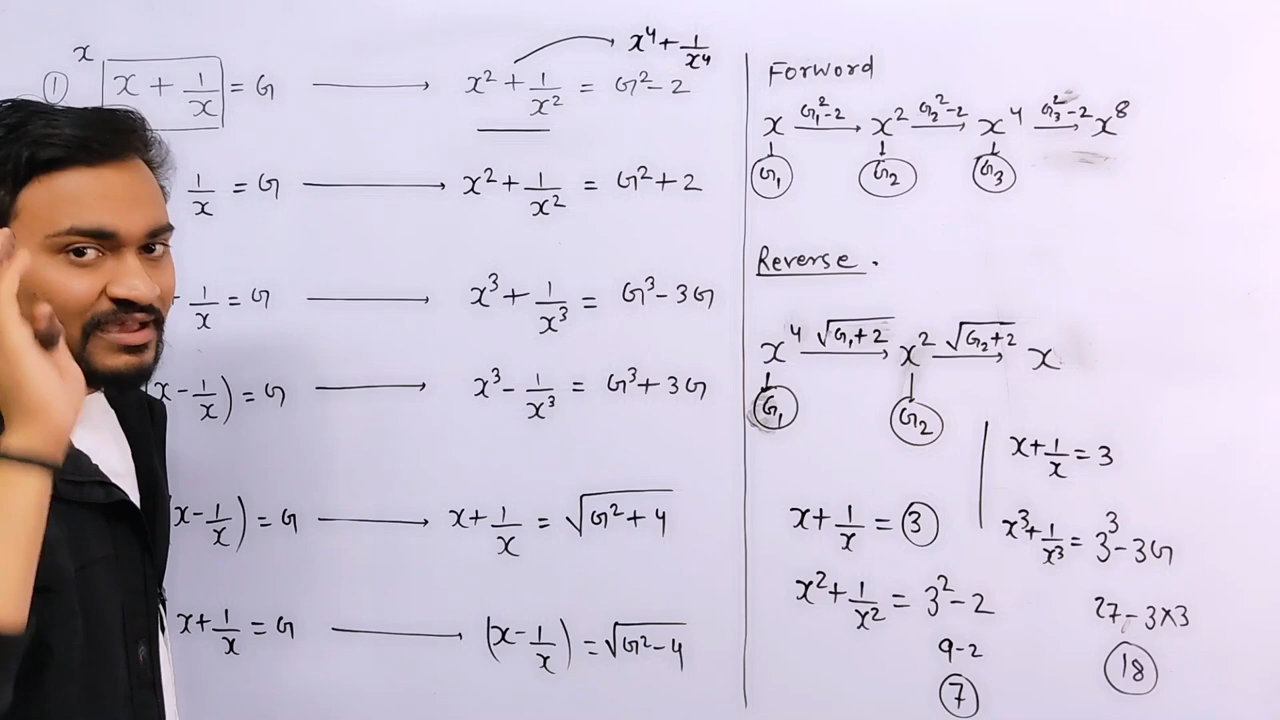 x
① x + 1/x = G ⟶ x² + 1/x² = G² - 2
x⁴ + 1/x⁴
1/x = G ⟶ x² + 1/x² = G² + 2
1/x = G ⟶ x³ + 1/x³ = G³ - 3G
(x - 1/x) = G ⟶ x³ - 1/x³ = G³ + 3G
(x - 1/x) = G ⟶ x + 1/x = √(G² + 4)
x + 1/x = G ⟶ (x - 1/x) = √(G² - 4)
Forword
x G₁²-2 → x² G₂²-2 → x⁴ G₃²-2 → x⁸
G₁ G₂ G₃
Reverse.
x⁴ √(G₁+2) → x² √(G₂+2) → x
G₁ G₂
x + 1/x = 3
x² + 1/x² = 3² - 2
9-2
7
x + 1/x = 3
x³ + 1/x³ = 3³ - 3G
27 - 3×3
18